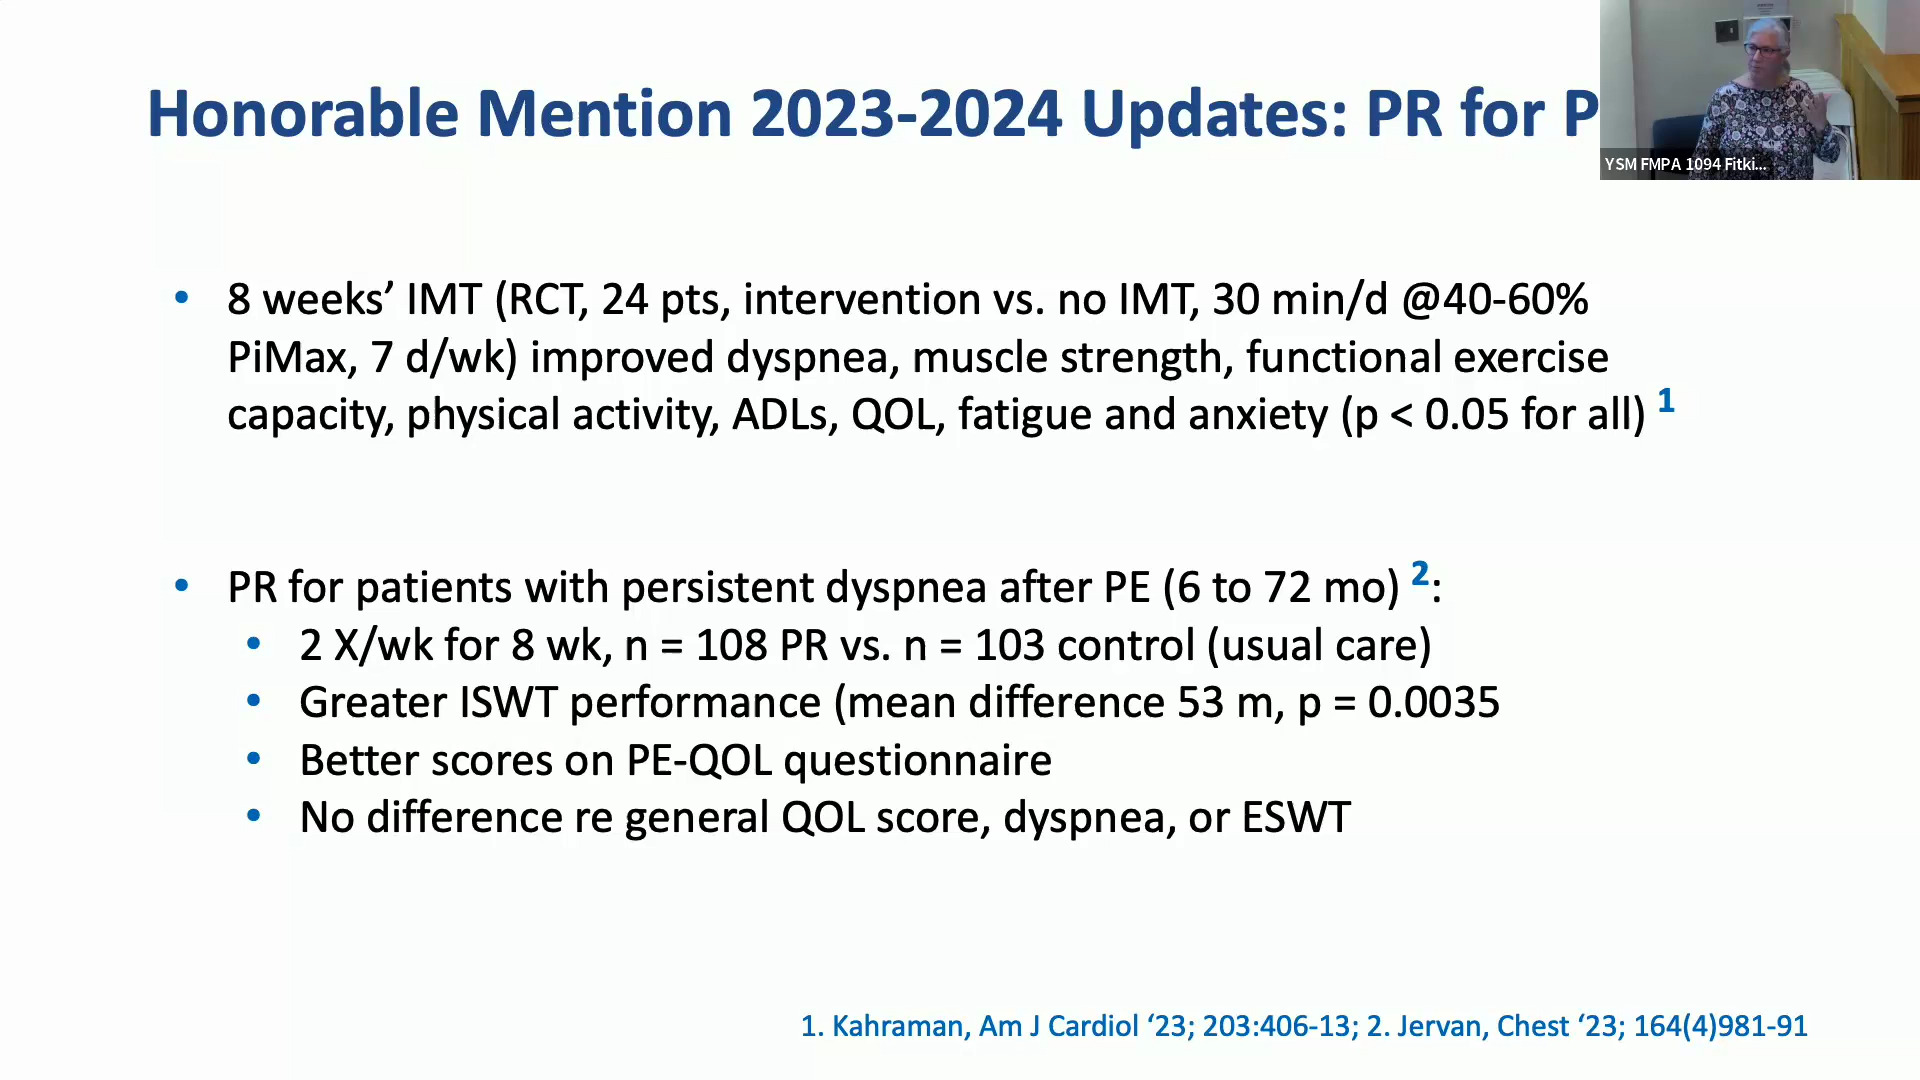 Honorable Mention 2023-2024 Updates: PR for P
YSM FMPA 1094 Fitki...
• 8 weeks’ IMT (RCT, 24 pts, intervention vs. no IMT, 30 min/d @40-60%
PiMax, 7 d/wk) improved dyspnea, muscle strength, functional exercise
capacity, physical activity, ADLs, QOL, fatigue and anxiety (p < 0.05 for all) 1
• PR for patients with persistent dyspnea after PE (6 to 72 mo) 2:
• 2 X/wk for 8 wk, n = 108 PR vs. n = 103 control (usual care)
• Greater ISWT performance (mean difference 53 m, p = 0.0035
• Better scores on PE-QOL questionnaire
• No difference re general QOL score, dyspnea, or ESWT
1. Kahraman, Am J Cardiol ‘23; 203:406-13; 2. Jervan, Chest ‘23; 164(4)981-91